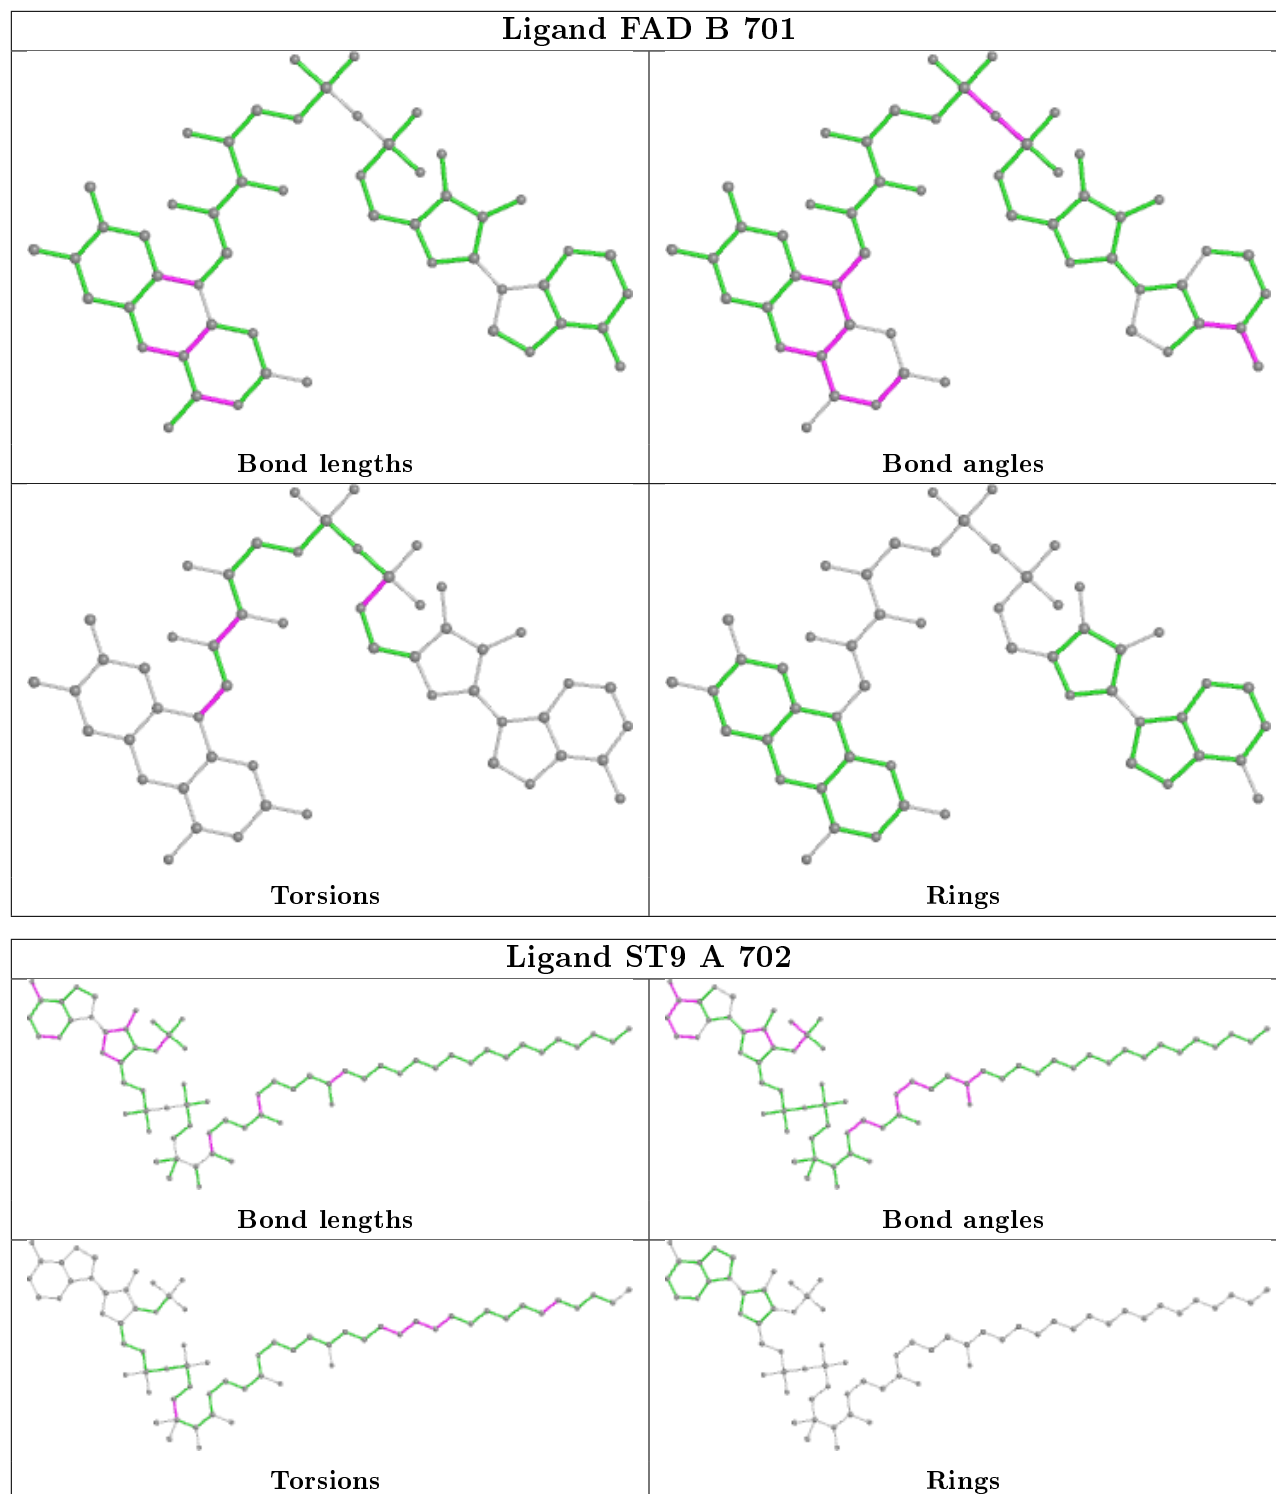 Ligand FAD B 701
Bond lengths
Bond angles
Torsions
Rings
Ligand ST9 A 702
Bond lengths
Bond angles
Torsions
Rings